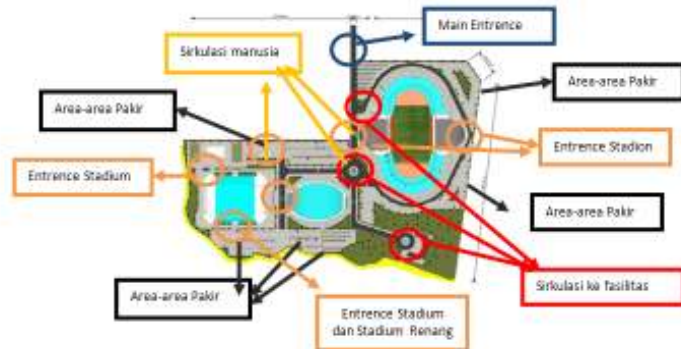 Main Entrence
Sirkulasi manusia
Area-area Pakir
Area-area Pakir
Entrence Stadion
Entrence Stadium
Area-area Pakir
Area-area Pakir
Sirkulasi ke fasilitas
Entrence Stadium
dan Stadium Renang